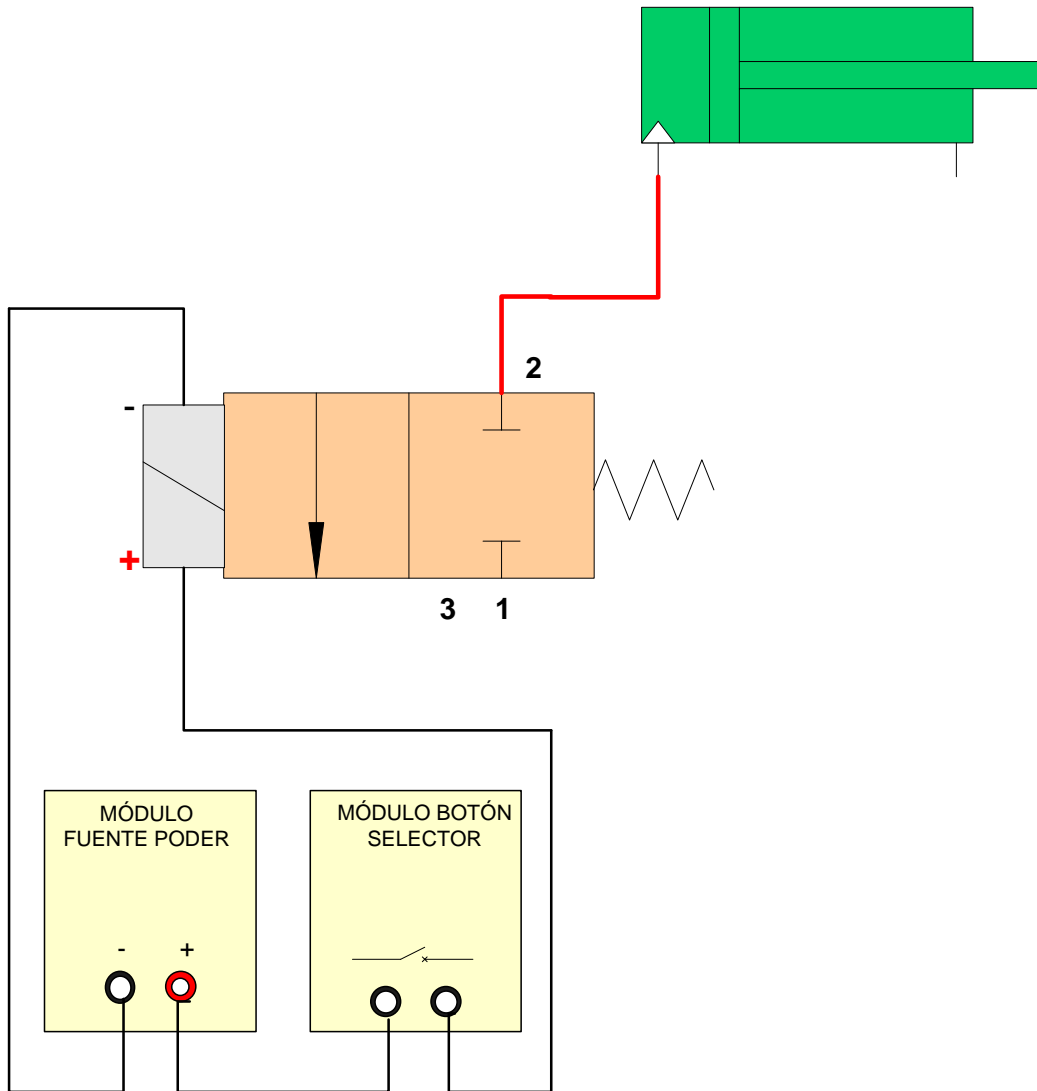 2
-
+
3 1
MÓDULO
FUENTE PODER
- +
MÓDULO BOTÓN
SELECTOR